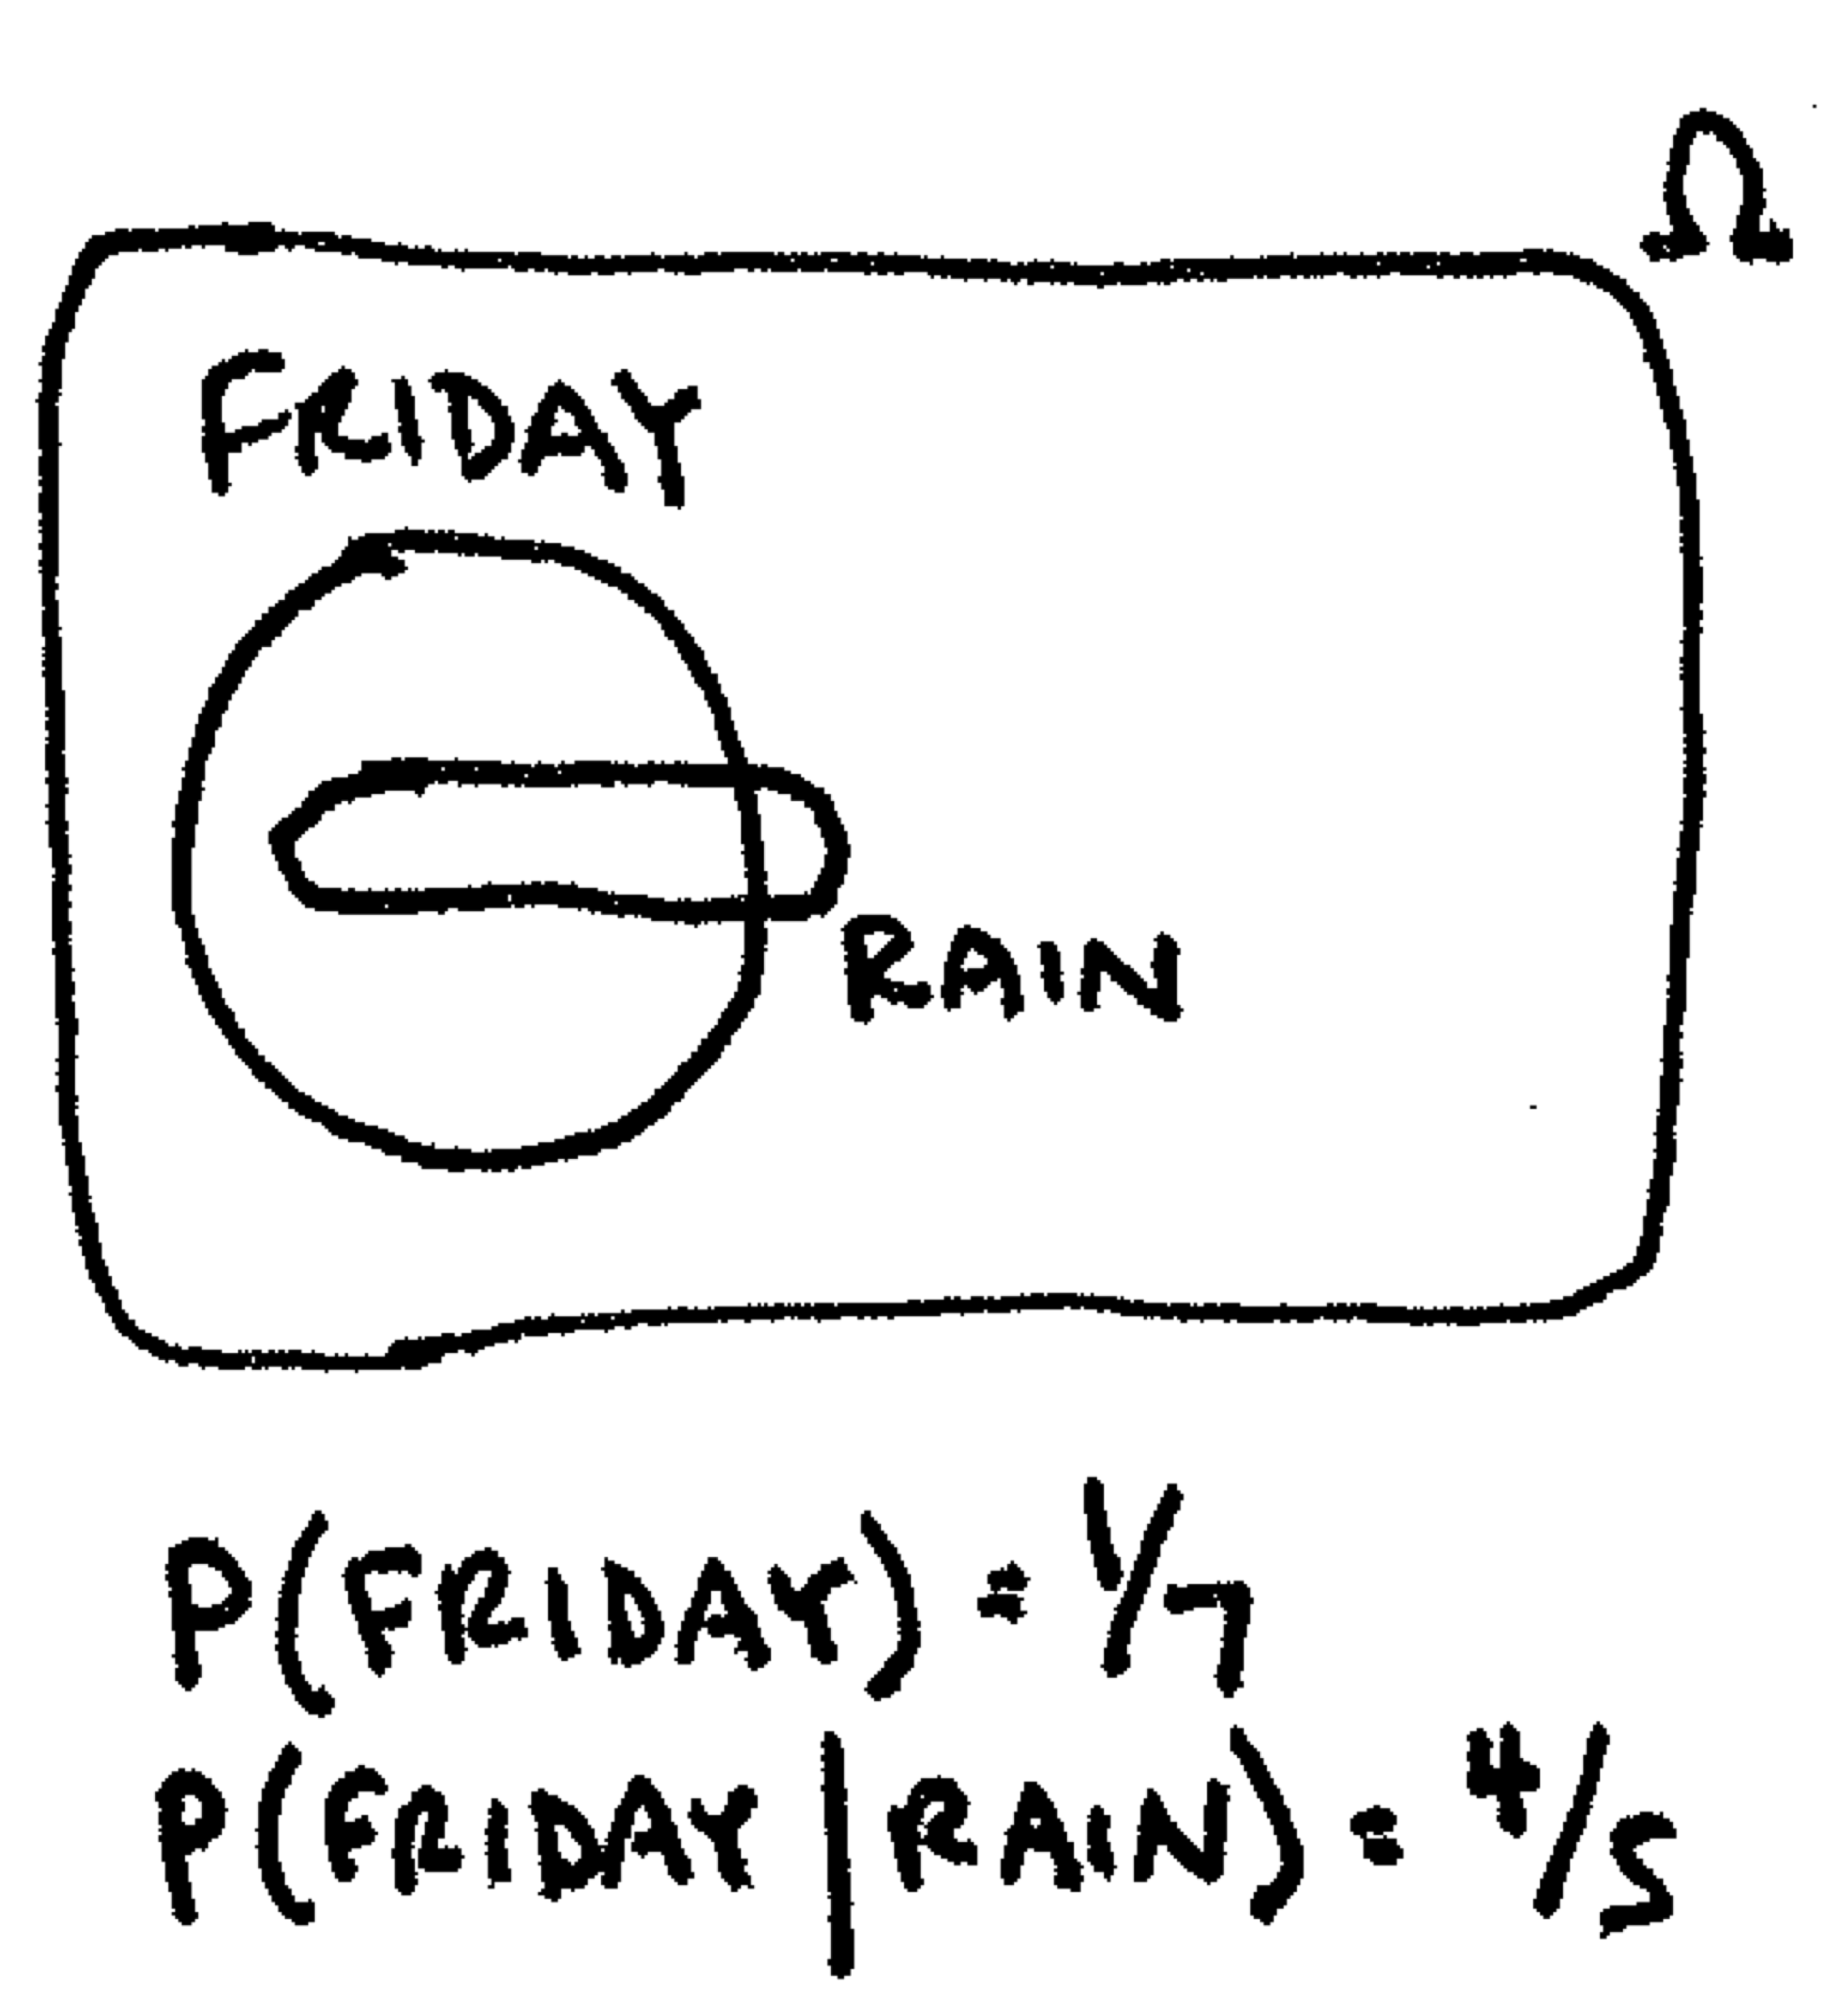 Ω
FRIDAY
RAIN
P(FRIDAY) = 1/7
P(FRIDAY | RAIN) = 4/5